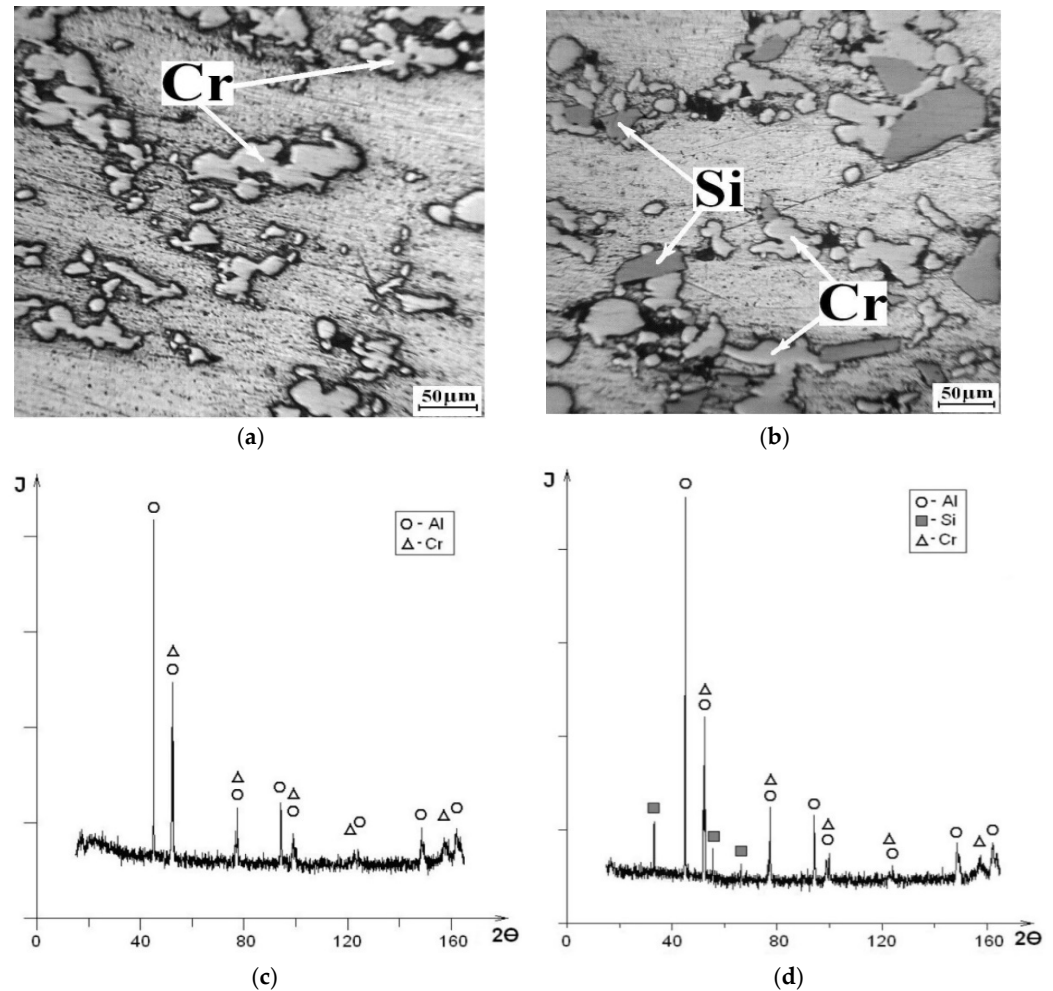 Cr
50μm
(a)
Si
Cr
50μm
(b)
J
O - Al
△ - Cr
0 40 80 120 160 2Θ
(c)
J
O - Al
■ - Si
△ - Cr
0 40 80 120 160 2Θ
(d)